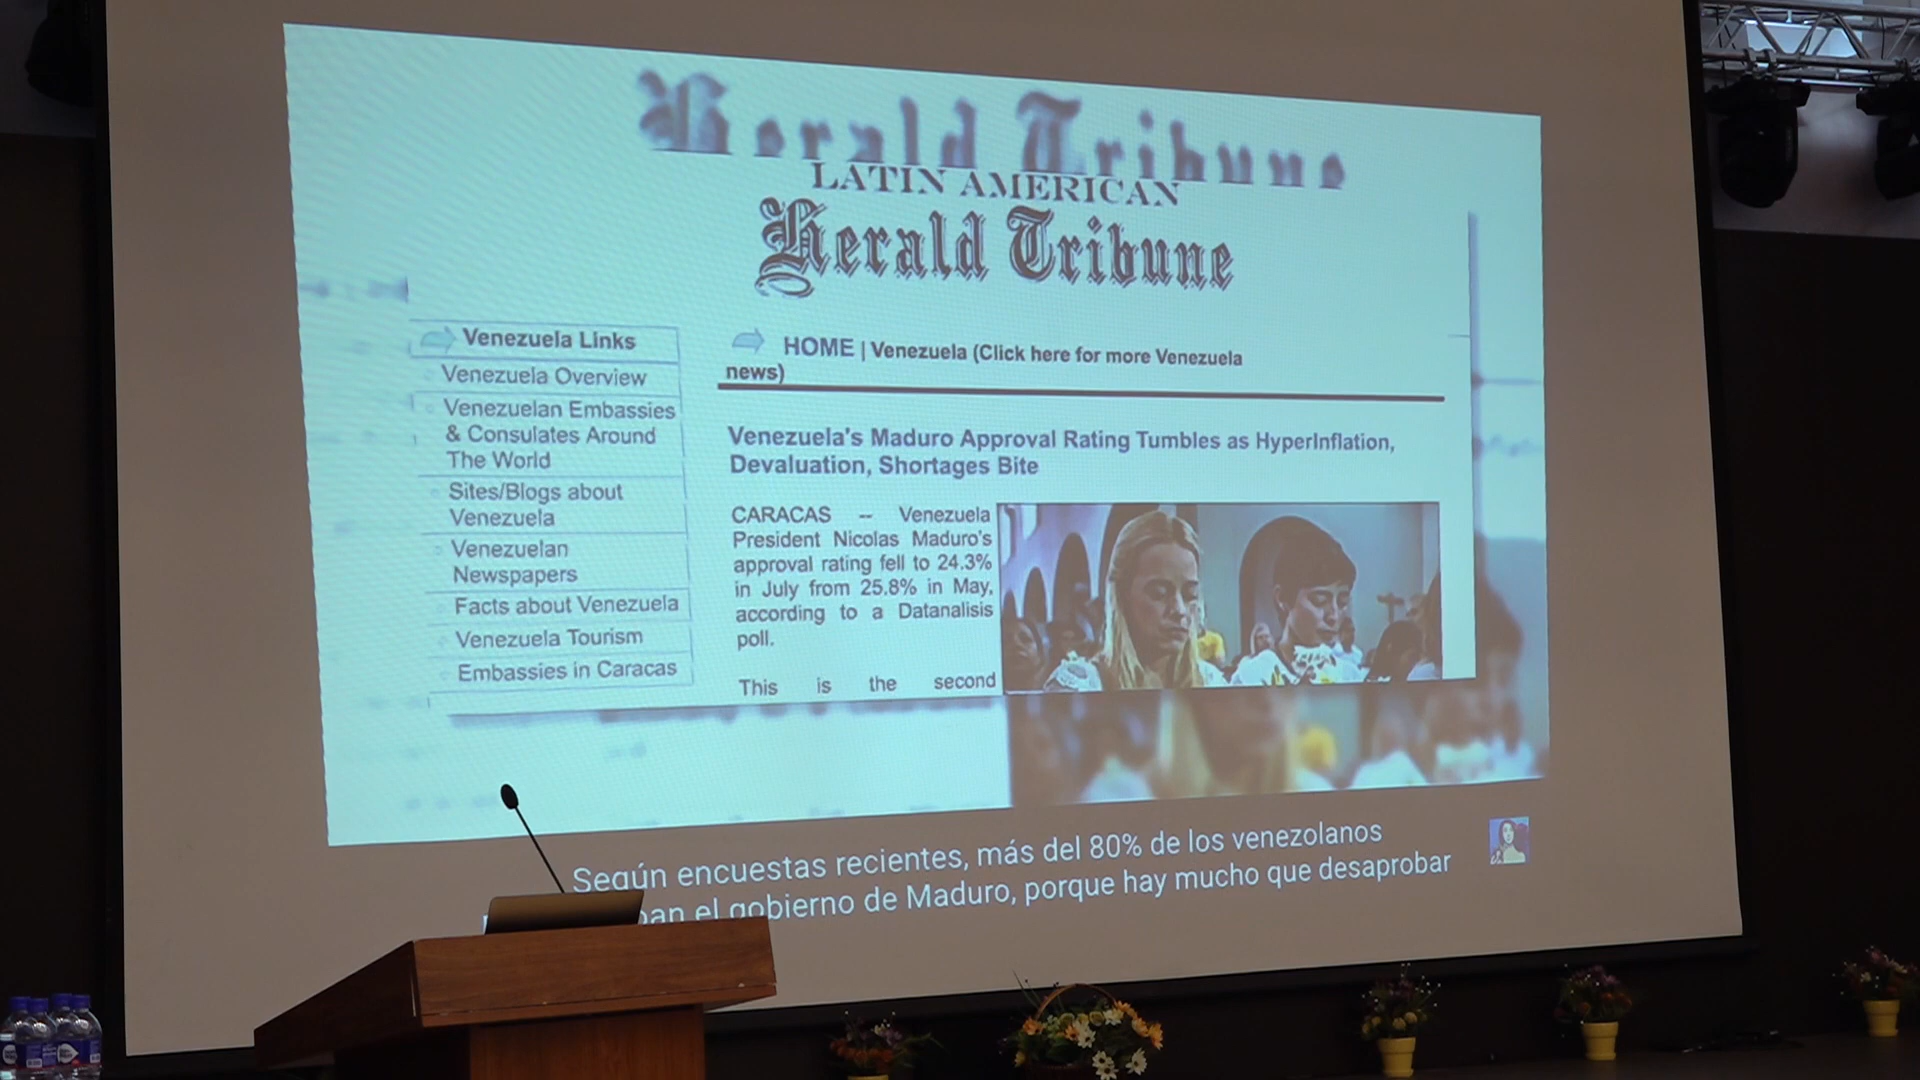 Herald Tribune
LATIN AMERICAN
Herald Tribune
Venezuela Links
Venezuela Overview
Venezuelan Embassies
& Consulates Around
The World
Sites/Blogs about
Venezuela
Venezuelan
Newspapers
Facts about Venezuela
Venezuela Tourism
Embassies in Caracas
HOME | Venezuela (Click here for more Venezuela
news)
Venezuela's Maduro Approval Rating Tumbles as HyperInflation,
Devaluation, Shortages Bite
CARACAS – Venezuela
President Nicolas Maduro's
approval rating fell to 24.3%
in July from 25.8% in May,
according to a Datanalisis
poll.
This is the second
Según encuestas recientes, más del 80% de los venezolanos
el gobierno de Maduro, porque hay mucho que desaprobar